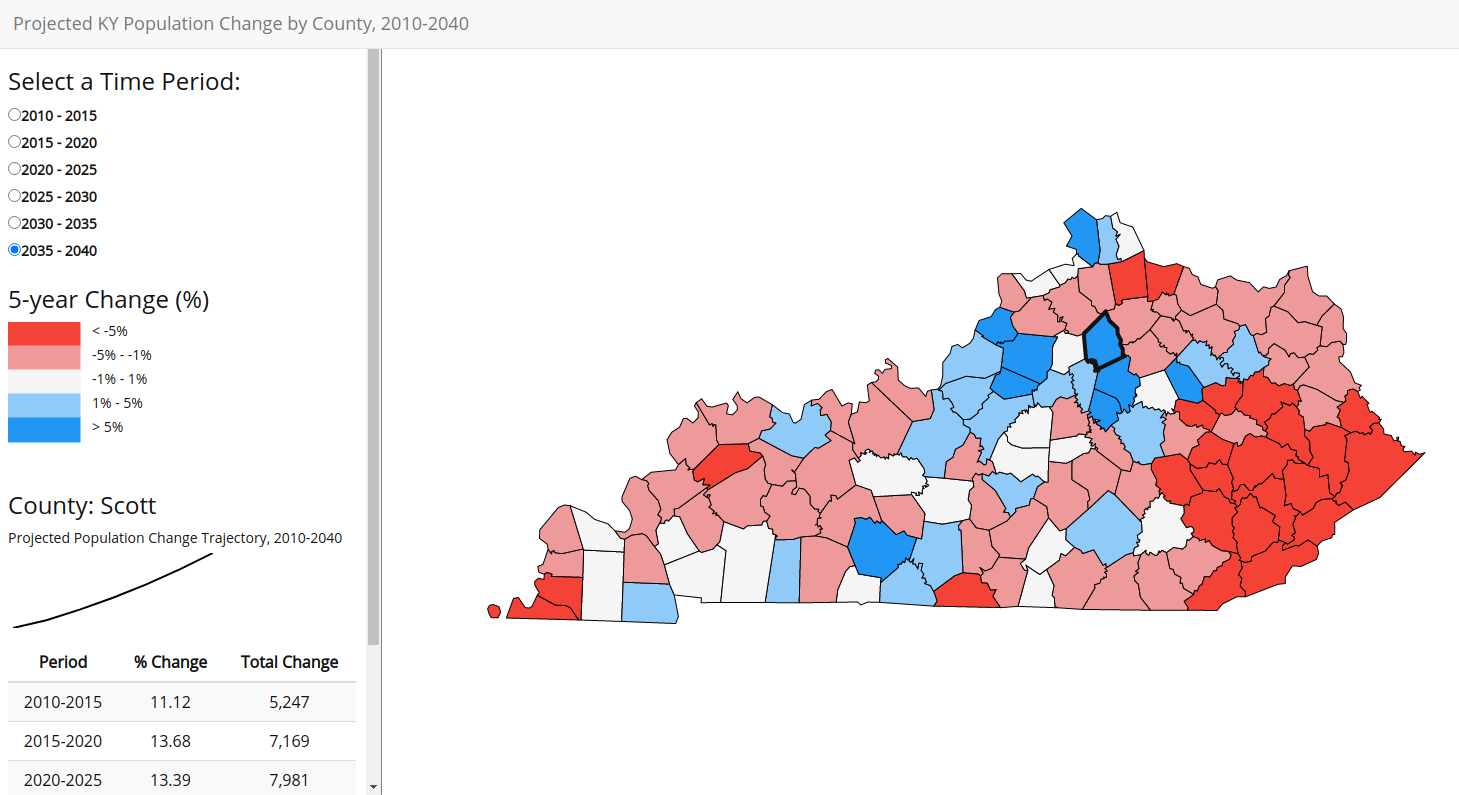 Projected KY Population Change by County, 2010-2040
Select a Time Period:
2010 - 2015
2015 - 2020
2020 - 2025
2025 - 2030
2030 - 2035
2035 - 2040
5-year Change (%)
< -5%
-5% - -1%
-1% - 1%
1% - 5%
> 5%
County: Scott
Projected Population Change Trajectory, 2010-2040
Period % Change Total Change
2010-2015 11.12 5,247
2015-2020 13.68 7,169
2020-2025 13.39 7,981